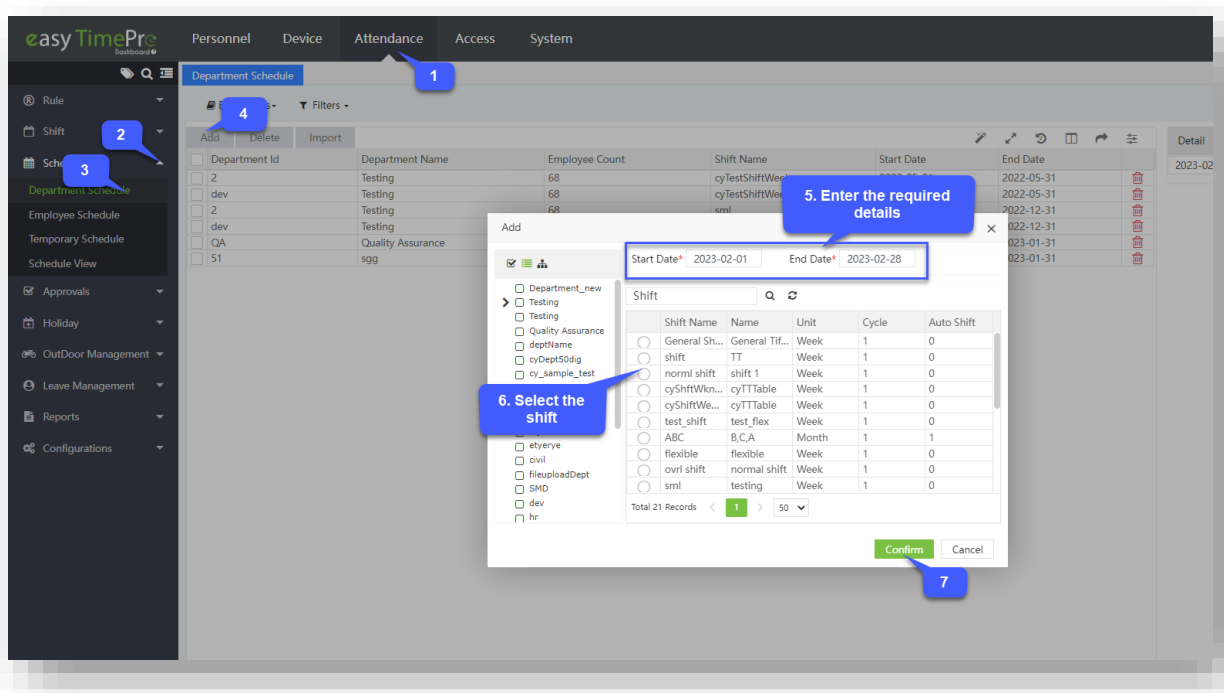 easy TimePro
Dashboard
Personnel Device Attendance Access System
1
Department Schedule
Rule
Shift
2
3
Department Schedule
Employee Schedule
Temporary Schedule
Schedule View
Approvals
Holiday
OutDoor Management
Leave Management
Reports
Configurations
4
Filters
Add Delete Import
Detail
2023-02
Department Id Department Name Employee Count Shift Name Start Date End Date
2 Testing 68 2022-05-31
dev Testing 68 2022-05-31
2 Testing 68 sml 2022-12-31
dev Testing
QA Quality Assurance
51 sgg
5. Enter the required
details
Add
Start Date* 2023-02-01 End Date* 2023-02-28
Department_new
Testing
Testing
Quality Assurance
deptName
cyDept50dig
cy_sample_test
etyerye
civil
fileuploadDept
SMD
dev
hr
Shift
Shift Name Name Unit Cycle Auto Shift
General Sh... General Tif... Week 1 0
shift TT Week 1 0
norml shift shift 1 Week 1 0
cyShftWkn... cyTTTable Week 1 0
cyShiftWe... cyTTTable Week 1 0
test_shift test_flex Week 1 0
ABC B,C,A Month 1 1
flexible flexible Week 1 0
ovrl shift normal shift Week 1 0
sml testing Week 1 0
6. Select the
shift
Total 21 Records < 1 > 50
Confirm Cancel
7